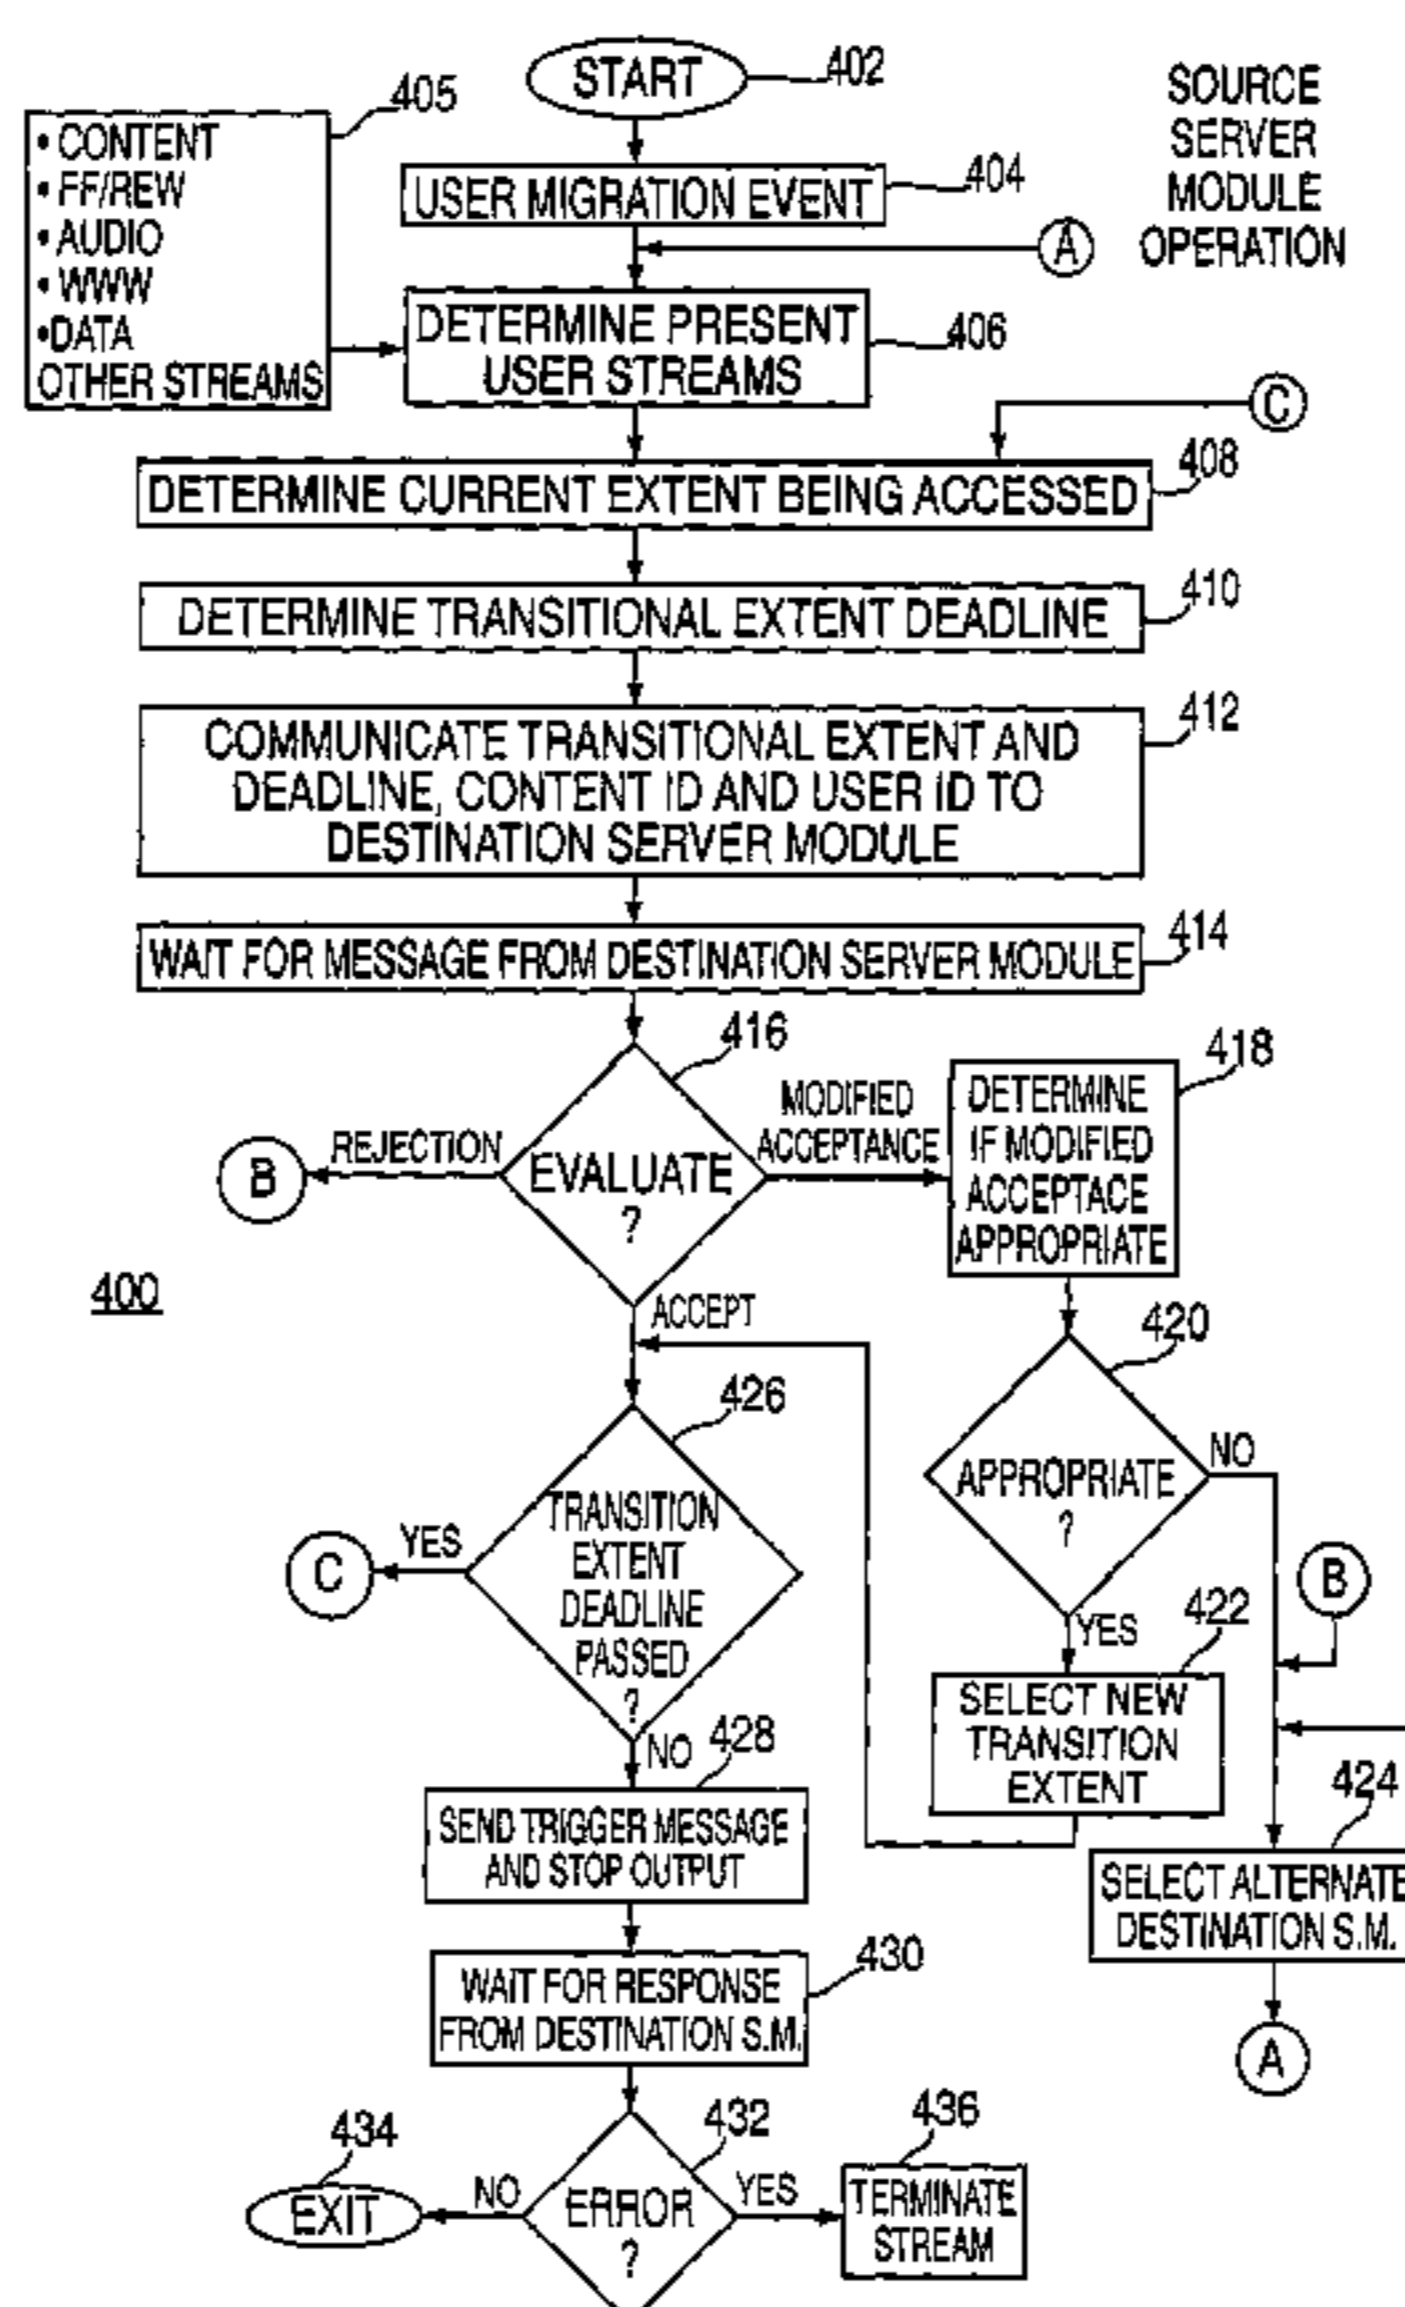 START
402
SOURCE
SERVER
MODULE
OPERATION
405
• CONTENT
• FF/REW
• AUDIO
• WWW
•DATA
OTHER STREAMS
USER MIGRATION EVENT
404
A
DETERMINE PRESENT
USER STREAMS
406
C
DETERMINE CURRENT EXTENT BEING ACCESSED
408
DETERMINE TRANSITIONAL EXTENT DEADLINE
410
COMMUNICATE TRANSITIONAL EXTENT AND
DEADLINE, CONTENT ID AND USER ID TO
DESTINATION SERVER MODULE
412
WAIT FOR MESSAGE FROM DESTINATION SERVER MODULE
414
416
EVALUATE
?
REJECTION
B
MODIFIED
ACCEPTANCE
418
DETERMINE
IF MODIFIED
ACCEPTACE
APPROPRIATE
400
ACCEPT
420
APPROPRIATE
?
NO
YES
B
426
TRANSITION
EXTENT
DEADLINE
PASSED
?
YES
C
NO
422
SELECT NEW
TRANSITION
EXTENT
424
SELECT ALTERNATE
DESTINATION S.M.
A
428
SEND TRIGGER MESSAGE
AND STOP OUTPUT
430
WAIT FOR RESPONSE
FROM DESTINATION S.M.
432
ERROR
?
NO
434
EXIT
YES
436
TERMINATE
STREAM